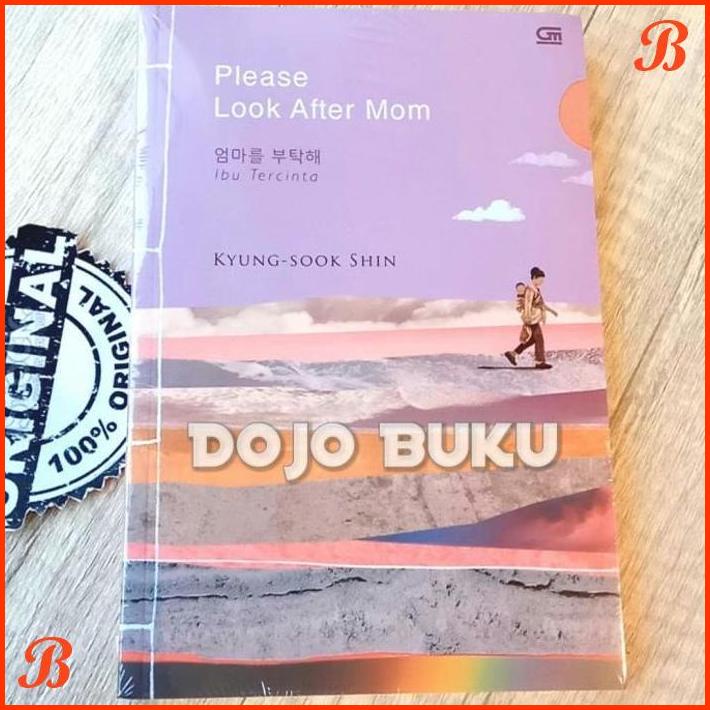 B
GM
Please
Look After Mom
엄마를 부탁해
Ibu Tercinta
KYUNG-SOOK SHIN
DOJO BUKU
ORIGINAL
100% ORIGINAL
B